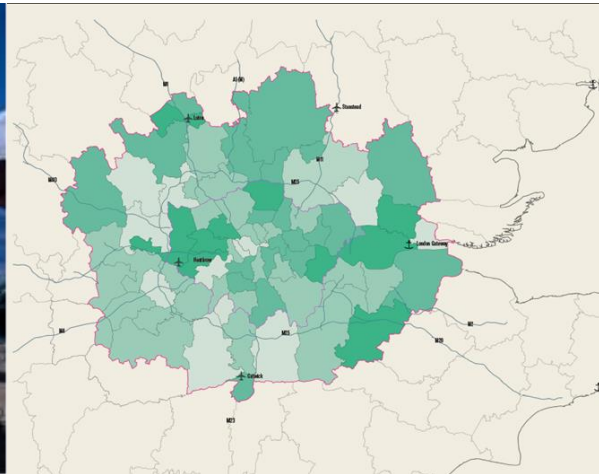 M1
A1(M)
Stansted
Luton
M11
M25
M40
London Gateway
Heathrow
M4
M25
M2
M20
Gatwick
M23